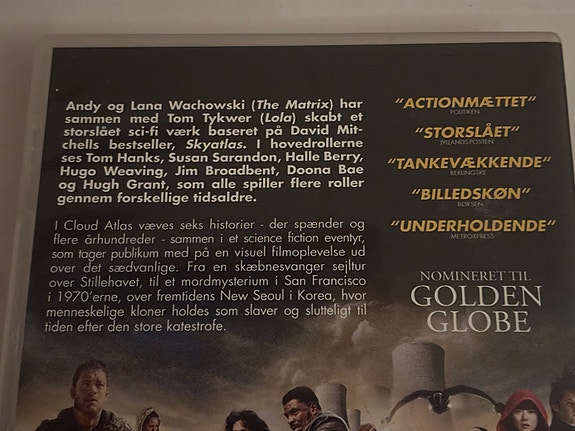 Andy og Lana Wachowski (The Matrix) har
sammen med Tom Tykwer (Lola) skabt et
storslået sci-fi værk baseret på David Mit-
chells bestseller, Skyatlas. I hovedrollerne
ses Tom Hanks, Susan Sarandon, Halle Berry,
Hugo Weaving, Jim Broadbent, Doona Bae
og Hugh Grant, som alle spiller flere roller
gennem forskellige tidsaldre.
I Cloud Atlas væves seks historier - der spænder og
flere århundreder - sammen i et science fiction eventyr,
som tager publikum med på en visuel filmoplevelse ud
over det sædvanlige. Fra en skæbnesvanger sejltur
over Stillehavet, til et mordmysterium i San Francisco
i 1970'erne, over fremtidens New Seoul i Korea, hvor
menneskelige kloner holdes som slaver og slutteligt til
tiden efter den store katastrofe.
"ACTIONMÆTTET"
POLITIKEN
"STORSLÅET"
JYLLANDS-POSTEN
"TANKEVÆKKENDE"
BERLINGSKE
"BILLEDSKØN"
BØRSEN
"UNDERHOLDENDE"
METROXPRESS
NOMINERET TIL
GOLDEN
GLOBE